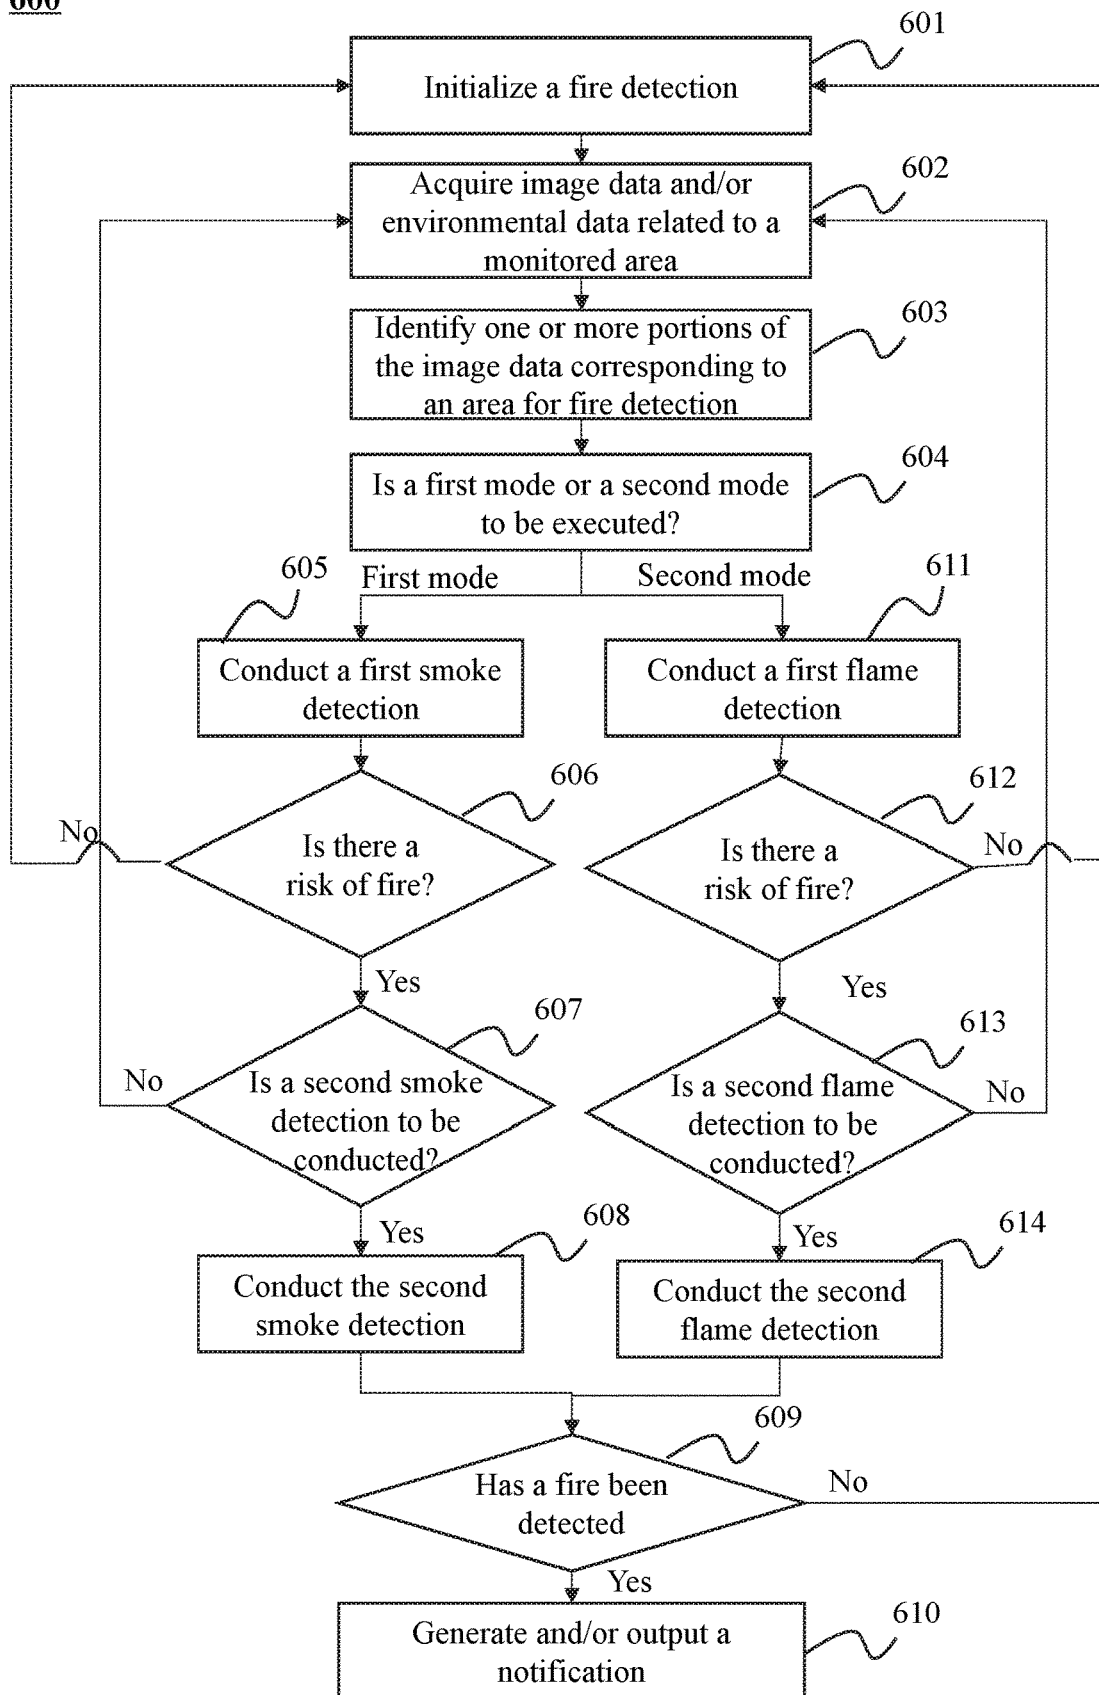 600
601
Initialize a fire detection
602
Acquire image data and/or
environmental data related to a
monitored area
603
Identify one or more portions of
the image data corresponding to
an area for fire detection
604
Is a first mode or a second mode
to be executed?
First mode
Second mode
605
611
Conduct a first smoke
detection
Conduct a first flame
detection
606
612
No
Is there a
risk of fire?
Is there a
risk of fire?
No
Yes
Yes
607
613
No
Is a second smoke
detection to be
conducted?
Is a second flame
detection to be
conducted?
No
Yes
608
Yes
614
Conduct the second
smoke detection
Conduct the second
flame detection
609
Has a fire been
detected
No
Yes
610
Generate and/or output a
notification